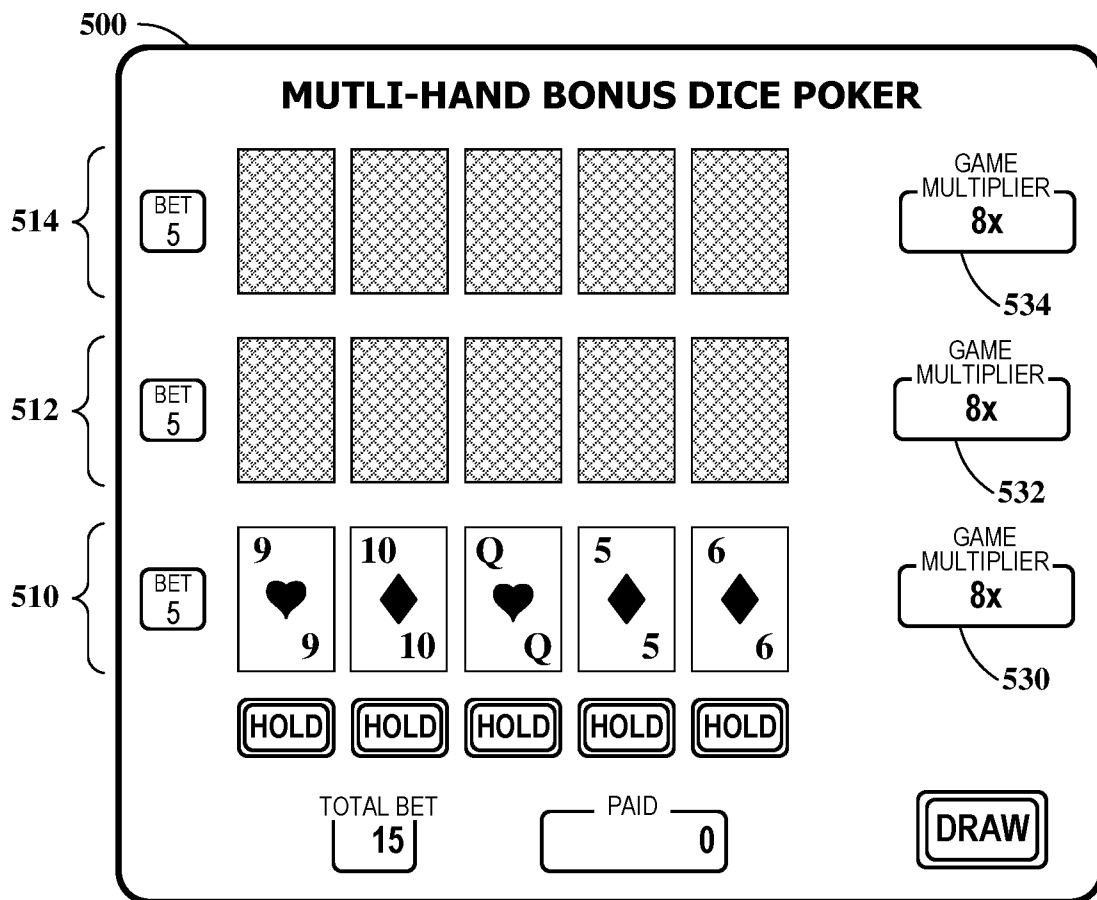 500
MUTLI-HAND BONUS DICE POKER
514
BET
5
GAME
MULTIPLIER
8x
534
512
BET
5
GAME
MULTIPLIER
8x
532
510
BET
5
9 10 Q 5 6
9 10 Q 5 6
GAME
MULTIPLIER
8x
530
HOLD HOLD HOLD HOLD HOLD
TOTAL BET
15
PAID
0
DRAW